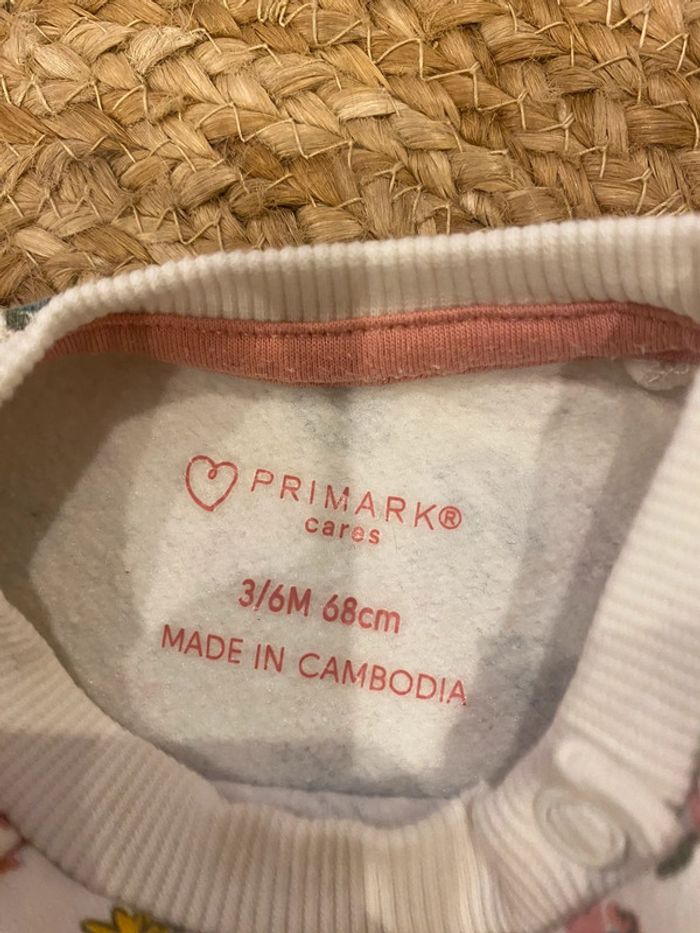 PRIMARK®
cares
3/6M 68cm
MADE IN CAMBODIA